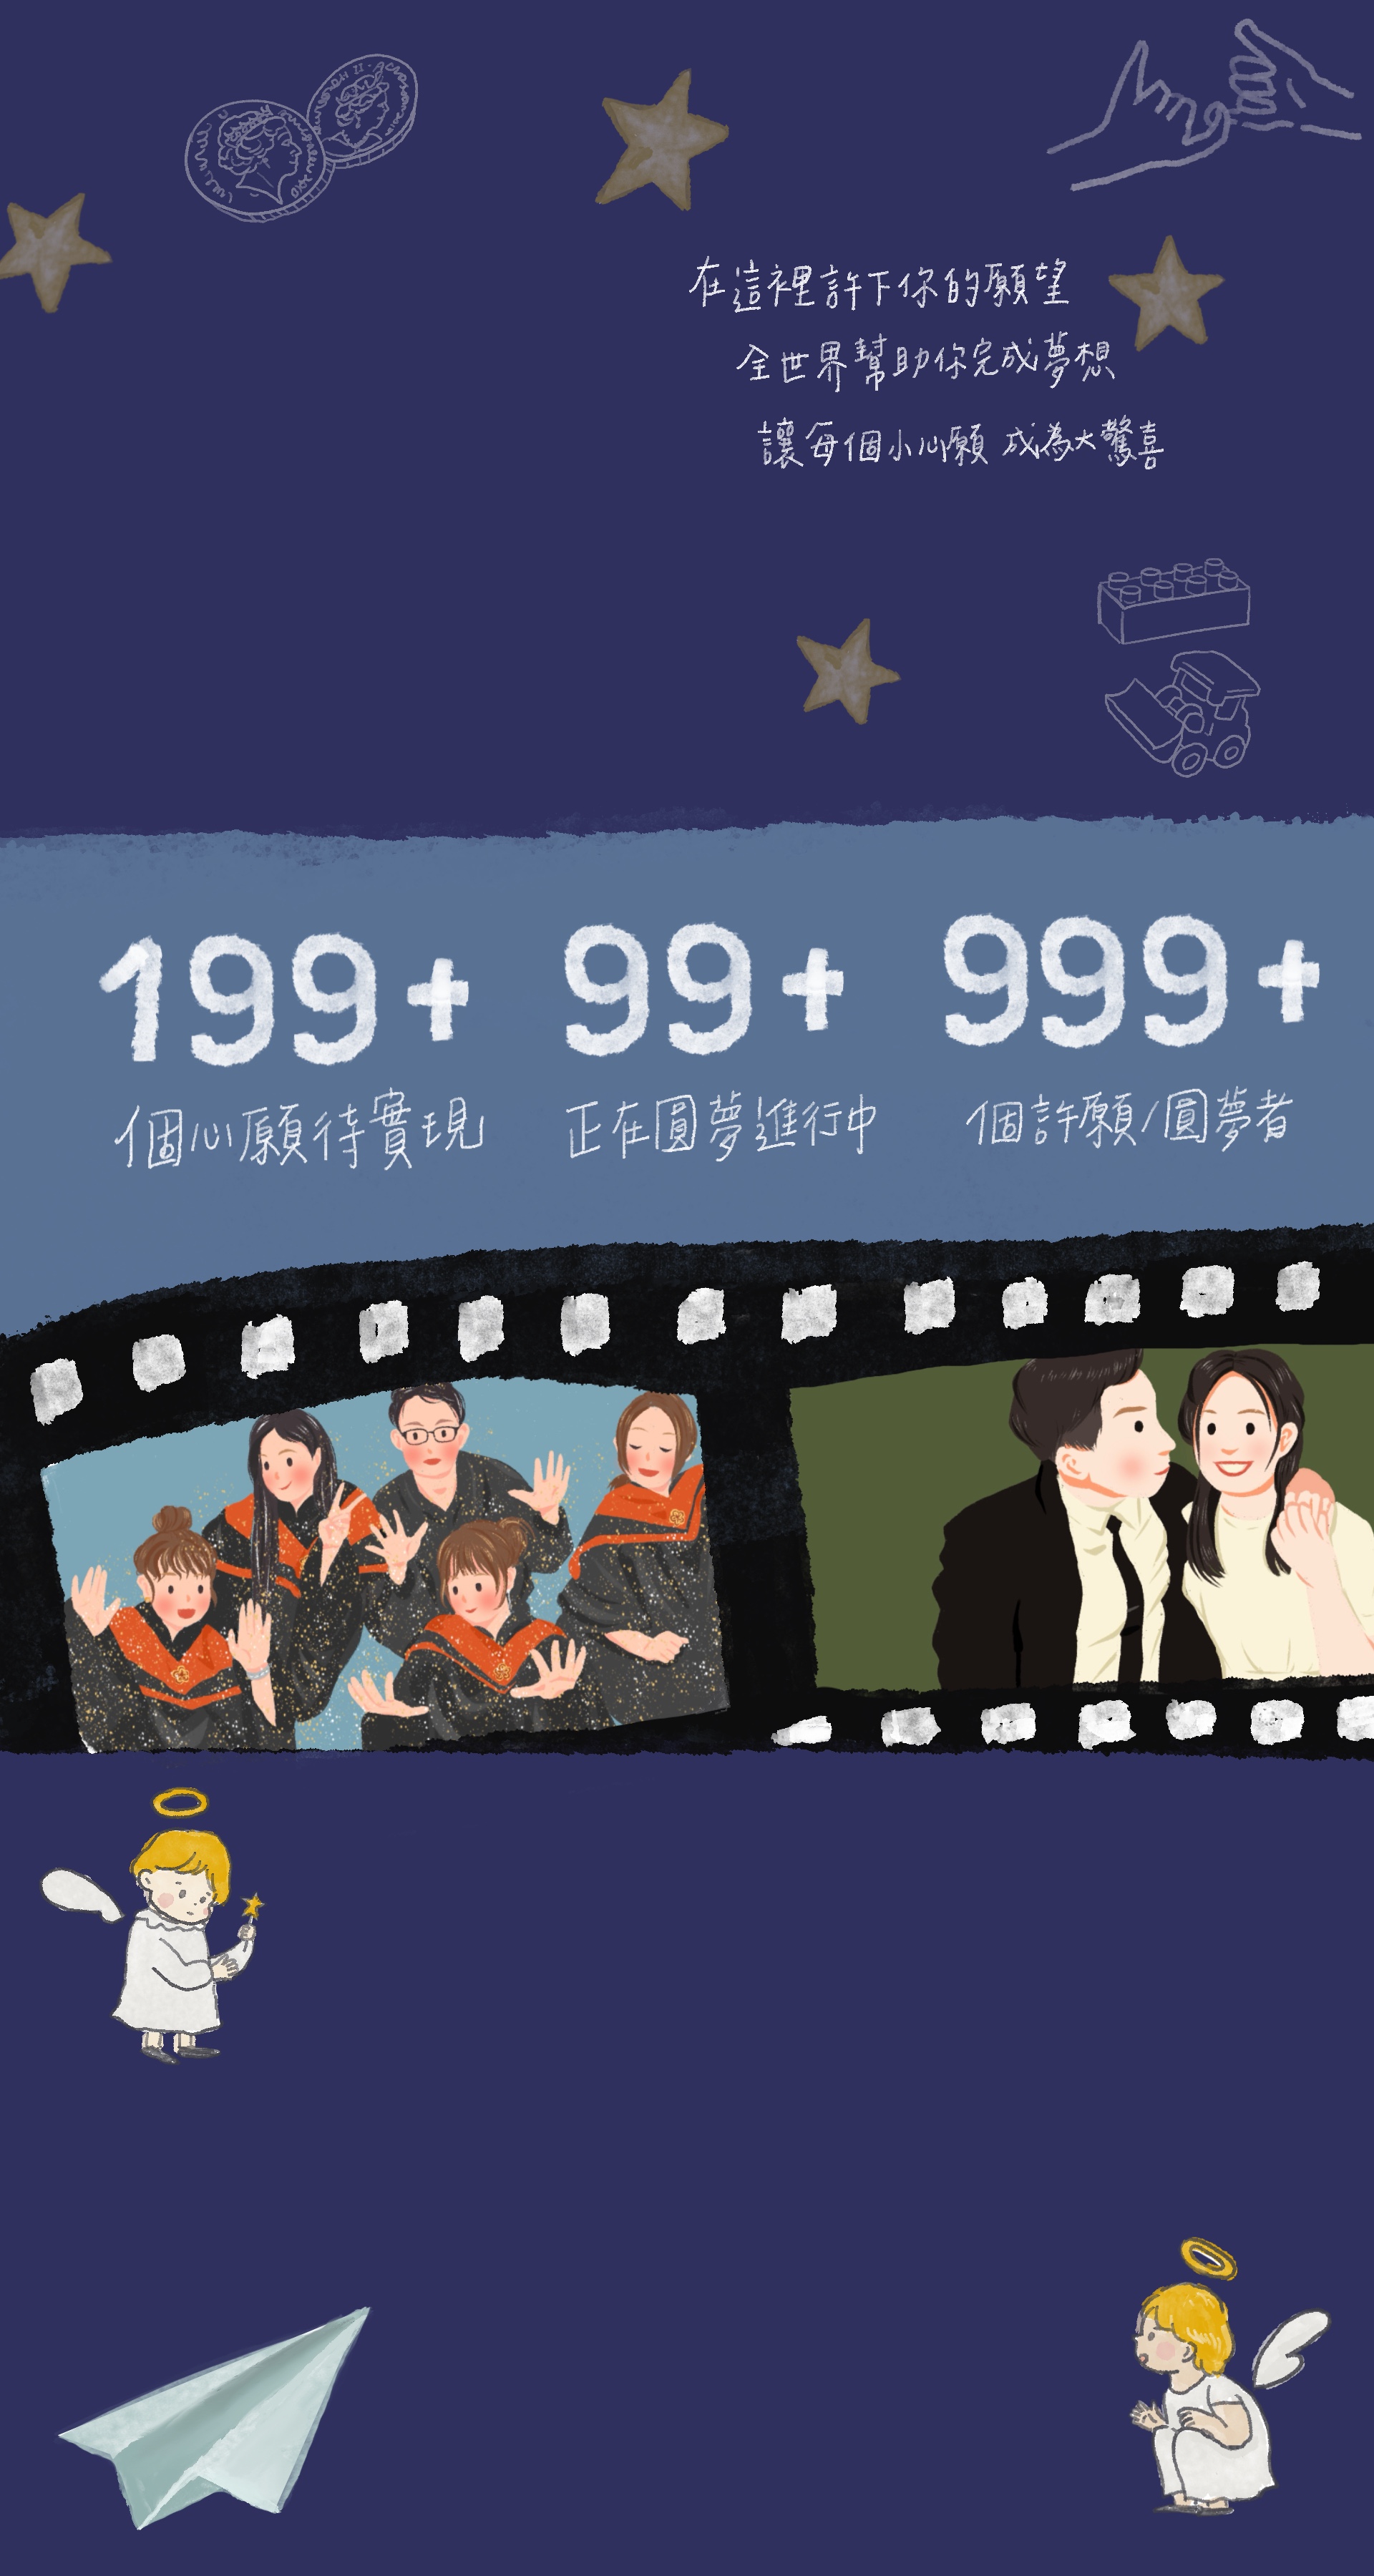 在這裡許下你的願望
全世界幫助你完成夢想
讓每個小心願 成為大驚喜
199+ 99+ 999+
個心願待實現 正在圓夢進行中 個許願/圓夢者